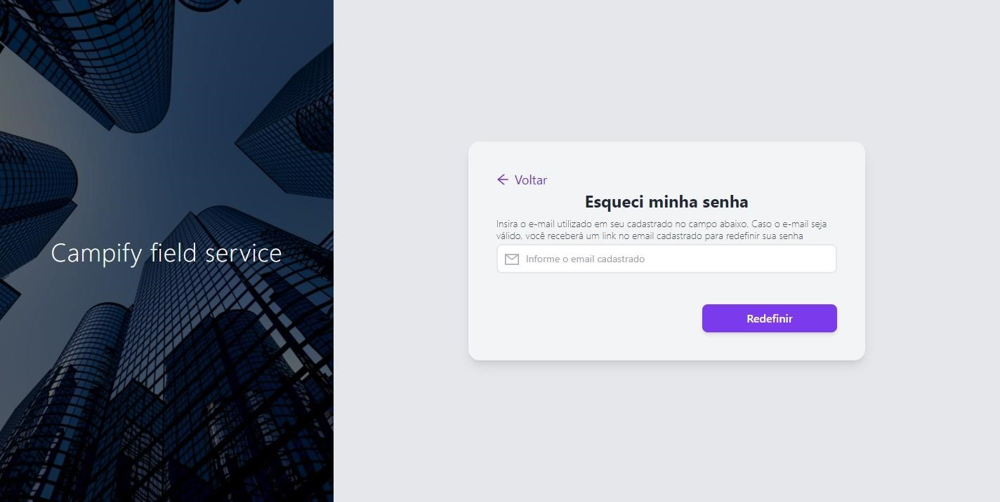 Campify field service
Voltar
Esqueci minha senha
Insira o e-mail utilizado em seu cadastrado no campo abaixo. Caso o e-mail seja
válido, você receberá um link no email cadastrado para redefinir sua senha
Informe o email cadastrado
Redefinir